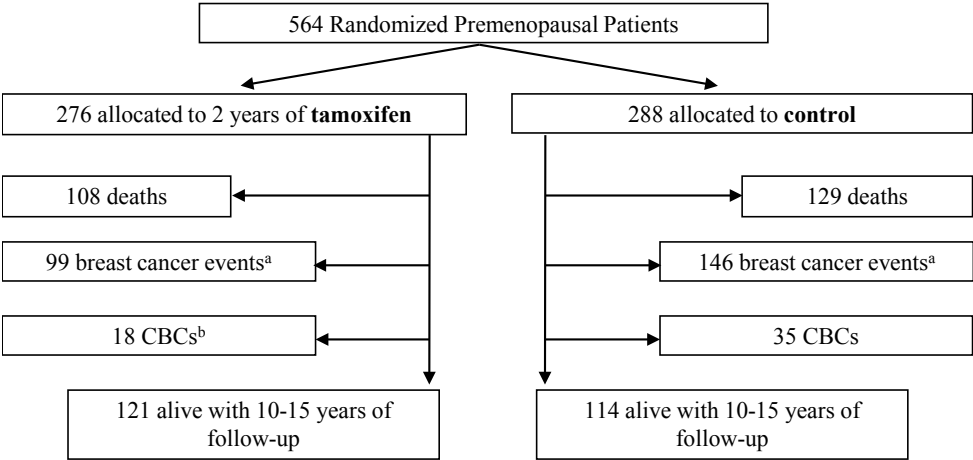 564 Randomized Premenopausal Patients
276 allocated to 2 years of tamoxifen
288 allocated to control
108 deaths
129 deaths
99 breast cancer eventsᵃ
146 breast cancer eventsᵃ
18 CBCsᵇ
35 CBCs
121 alive with 10-15 years of
follow-up
114 alive with 10-15 years of
follow-up